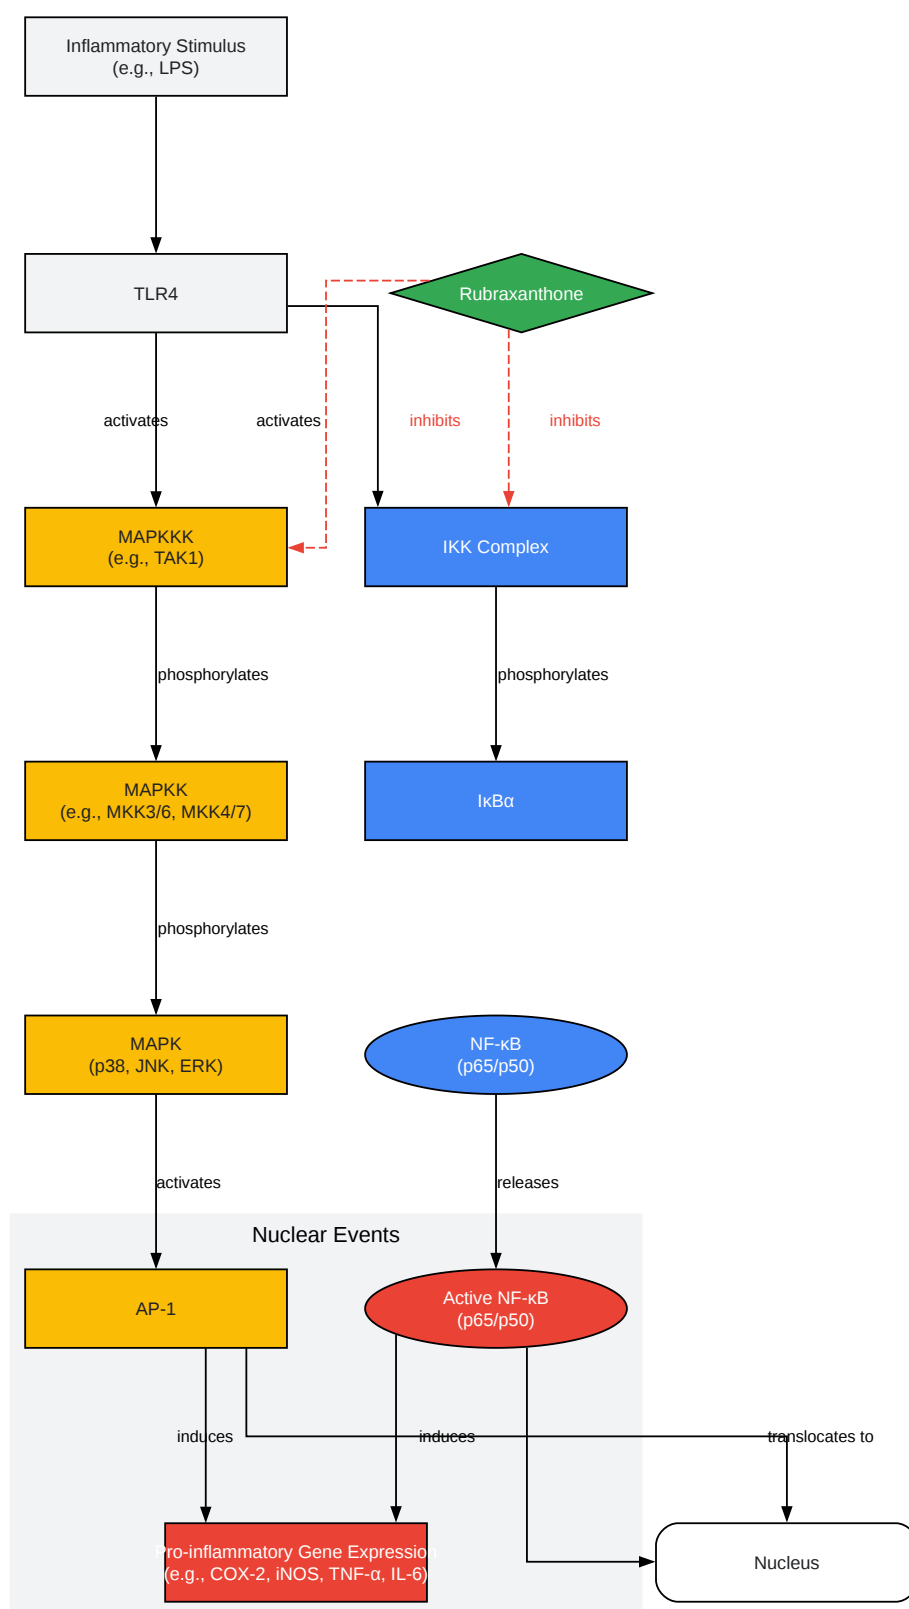 Inflammatory Stimulus
(e.g., LPS)
TLR4
Rubraxanthone
activates
activates
inhibits
inhibits
MAPKKK
(e.g., TAK1)
IKK Complex
phosphorylates
phosphorylates
MAPKK
(e.g., MKK3/6, MKK4/7)
IκBα
phosphorylates
MAPK
(p38, JNK, ERK)
NF-κB
(p65/p50)
activates
releases
Nuclear Events
AP-1
Active NF-κB
(p65/p50)
induces
induces
translocates to
Pro-inflammatory Gene Expression
(e.g., COX-2, iNOS, TNF-α, IL-6)
Nucleus